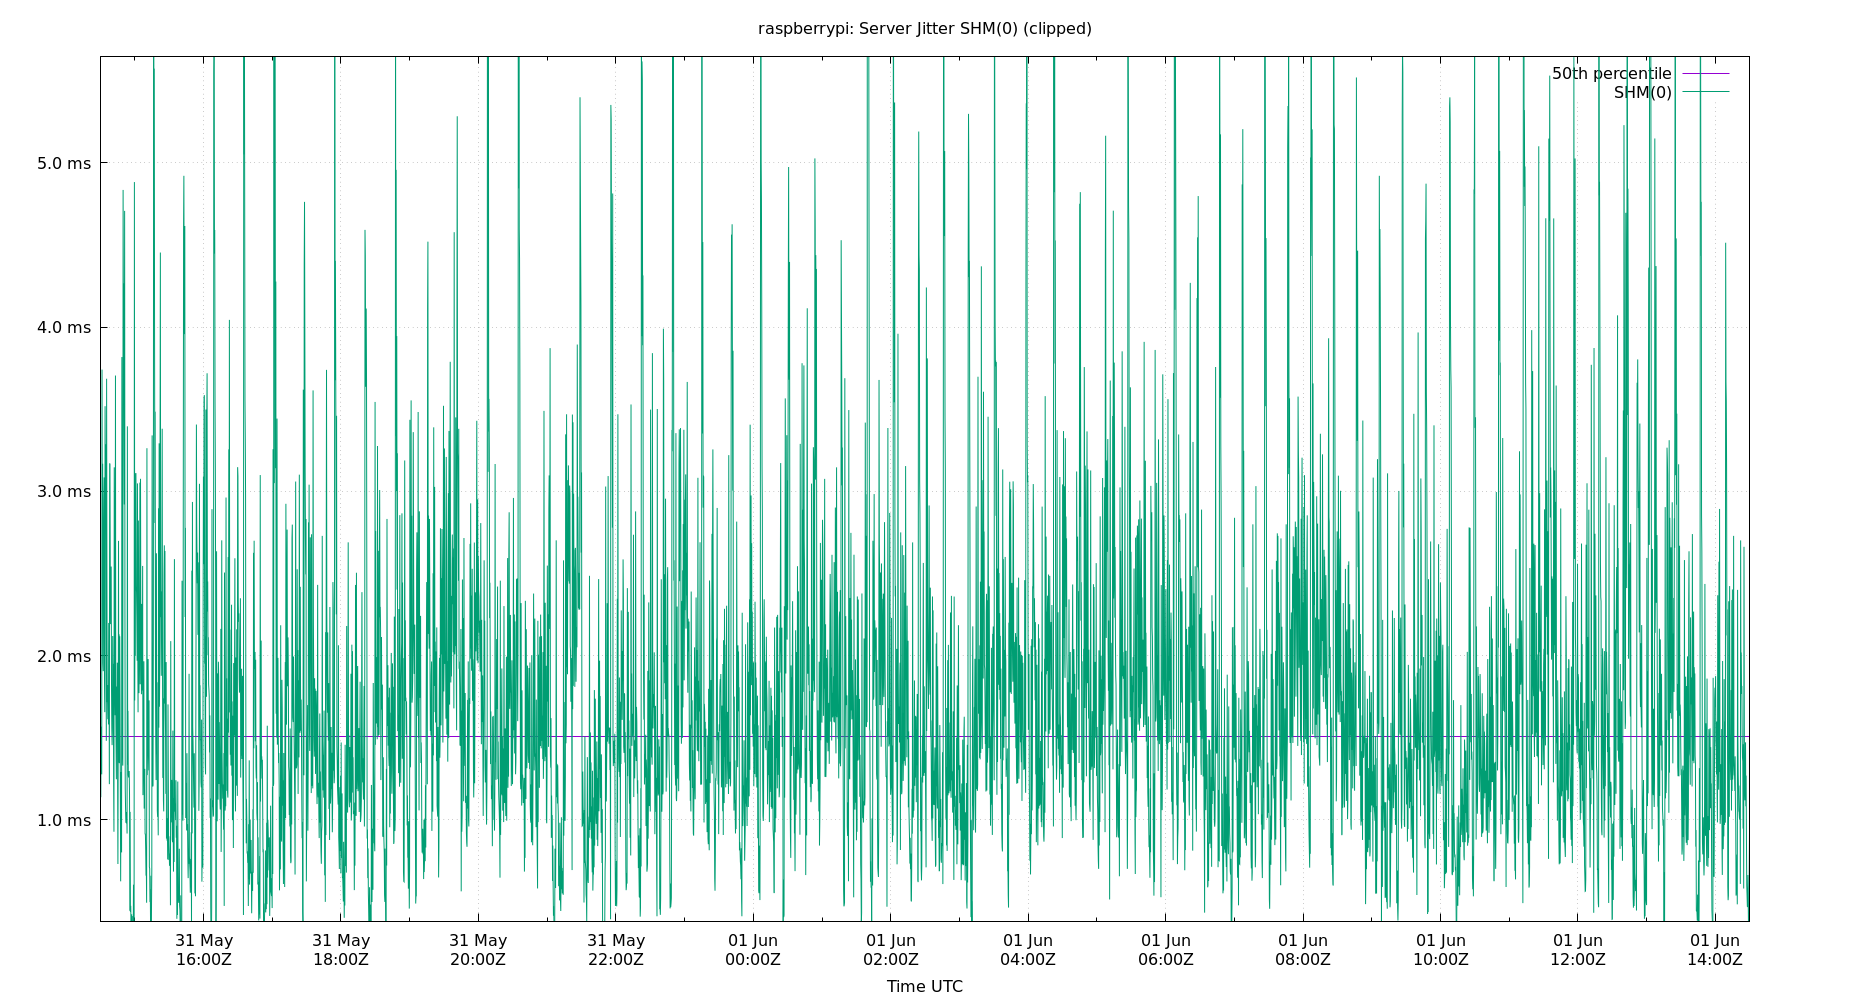 raspberrypi: Server Jitter SHM(0) (clipped)
50th percentile
SHM(0)
5.0 ms
4.0 ms
3.0 ms
2.0 ms
1.0 ms
31 May 31 May 31 May 31 May 01 Jun 01 Jun 01 Jun 01 Jun 01 Jun 01 Jun 01 Jun 01 Jun
16:00Z 18:00Z 20:00Z 22:00Z 00:00Z 02:00Z 04:00Z 06:00Z 08:00Z 10:00Z 12:00Z 14:00Z
Time UTC